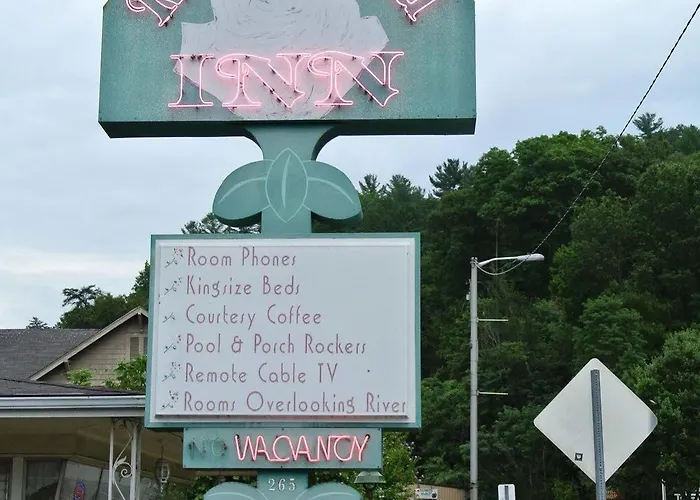 INN
Room Phones
Kingsize Beds
Courtesy Coffee
Pool & Porch Rockers
Remote Cable TV
Rooms Overlooking River
NO VACANCY
265